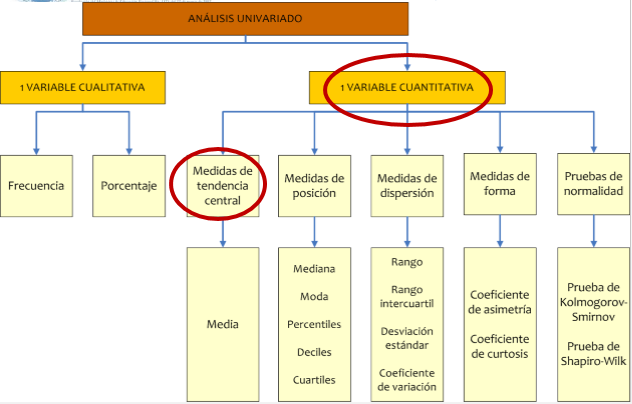 ANÁLISIS UNIVARIADO
1 VARIABLE CUALITATIVA
1 VARIABLE CUANTITATIVA
Frecuencia
Porcentaje
Medidas de
tendencia
central
Medidas de
posición
Medidas de
dispersión
Medidas de
forma
Pruebas de
normalidad
Media
Mediana
Moda
Percentiles
Deciles
Cuartiles
Rango
Rango
intercuartil
Desviación
estándar
Coeficiente
de variación
Coeficiente
de asimetría
Coeficiente
de curtosis
Prueba de
Kolmogorov-
Smirnov
Prueba de
Shapiro-Wilk